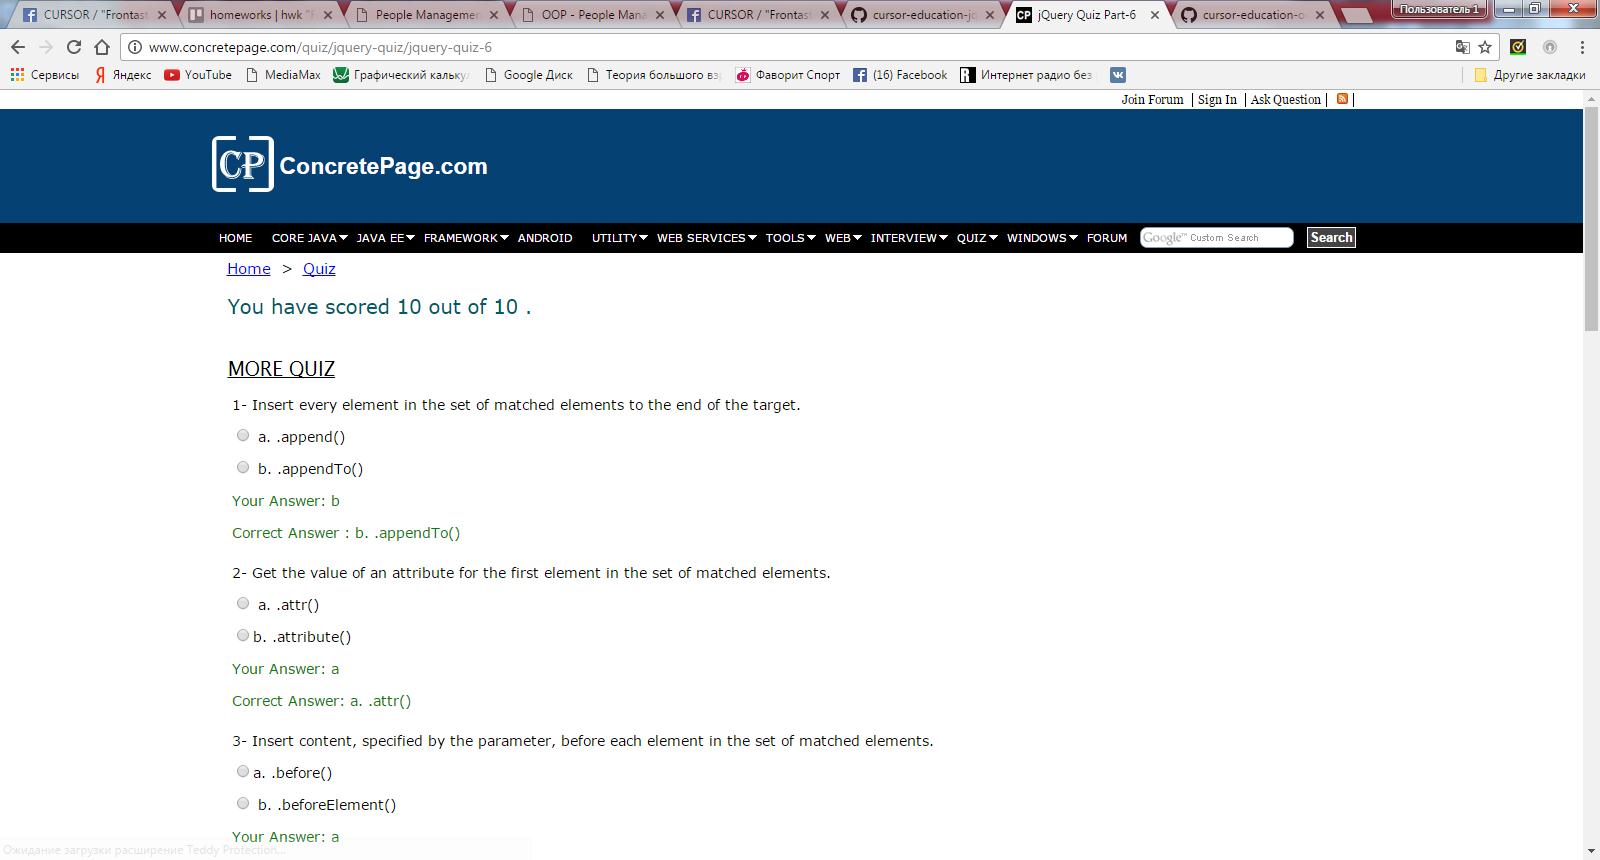 CURSOR / "Frontast
homeworks | hwk "F
People Managemen
OOP - People Mana
CURSOR / "Frontast
cursor-education-jq
jQuery Quiz Part-6
cursor-education-o
Пользователь 1
www.concretepage.com/quiz/jquery-quiz/jquery-quiz-6
Сервисы Яндекс YouTube MediaMax Графический кальку Google Диск Теория большого вз Фаворит Спорт (16) Facebook Интернет радио без Другие закладки
Join Forum | Sign In | Ask Question | |
CP ConcretePage.com
HOME CORE JAVA JAVA EE FRAMEWORK ANDROID UTILITY WEB SERVICES TOOLS WEB INTERVIEW QUIZ WINDOWS FORUM Google™ Custom Search Search
Home > Quiz
You have scored 10 out of 10 .
MORE QUIZ
1- Insert every element in the set of matched elements to the end of the target.
a. .append()
b. .appendTo()
Your Answer: b
Correct Answer : b. .appendTo()
2- Get the value of an attribute for the first element in the set of matched elements.
a. .attr()
b. .attribute()
Your Answer: a
Correct Answer: a. .attr()
3- Insert content, specified by the parameter, before each element in the set of matched elements.
a. .before()
b. .beforeElement()
Your Answer: a
Ожидание загрузки расширение Teddy Protection...